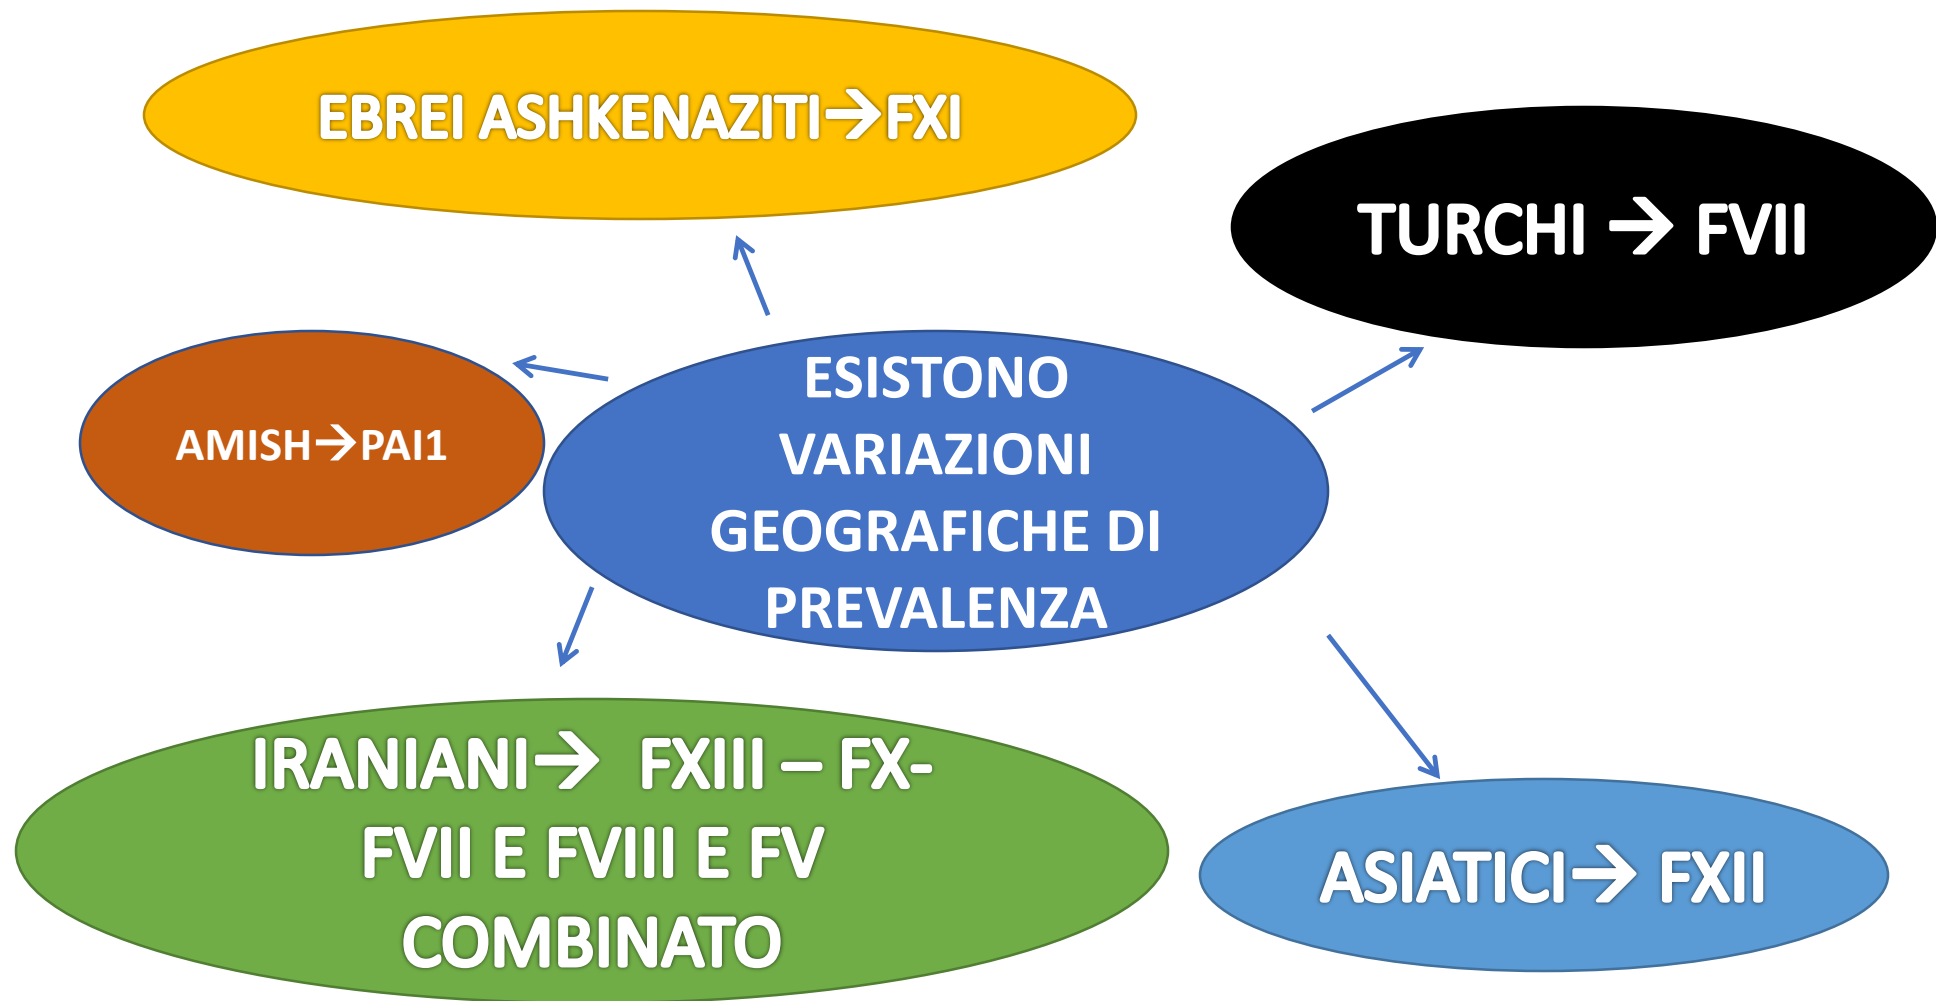 EBREI ASHKENAZITI→FXI
TURCHI → FVII
ESISTONO
VARIAZIONI
GEOGRAFICHE DI
PREVALENZA
AMISH→PAI1
IRANIANI→ FXIII – FX-
FVII E FVIII E FV
COMBINATO
ASIATICI→ FXII